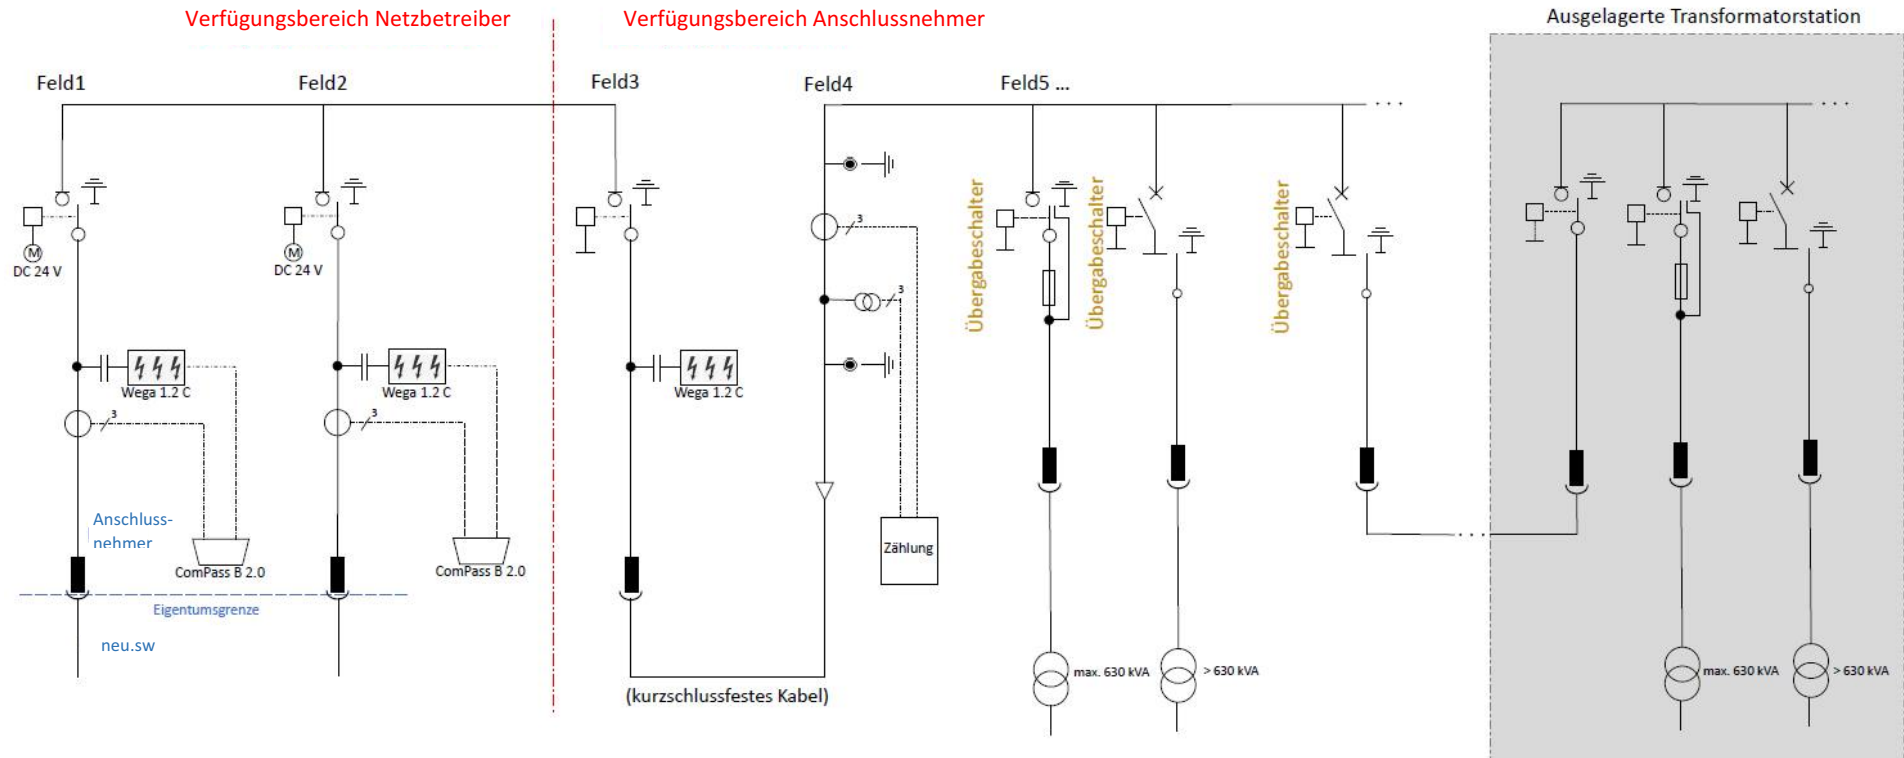 Verfügungsbereich Netzbetreiber
Verfügungsbereich Anschlussnehmer
Ausgelagerte Transformatorstation
Feld1
Feld2
Feld3
Feld4
Feld5 ...
...
...
M
DC 24 V
M
DC 24 V
Übergabeschalter
Übergabeschalter
Übergabeschalter
3
3
Wega 1.2 C
Wega 1.2 C
Wega 1.2 C
3
3
Anschluss-
nehmer
ComPass B 2.0
ComPass B 2.0
Zählung
...
Eigentumsgrenze
neu.sw
(kurzschlussfestes Kabel)
max. 630 kVA
> 630 kVA
max. 630 kVA
> 630 kVA